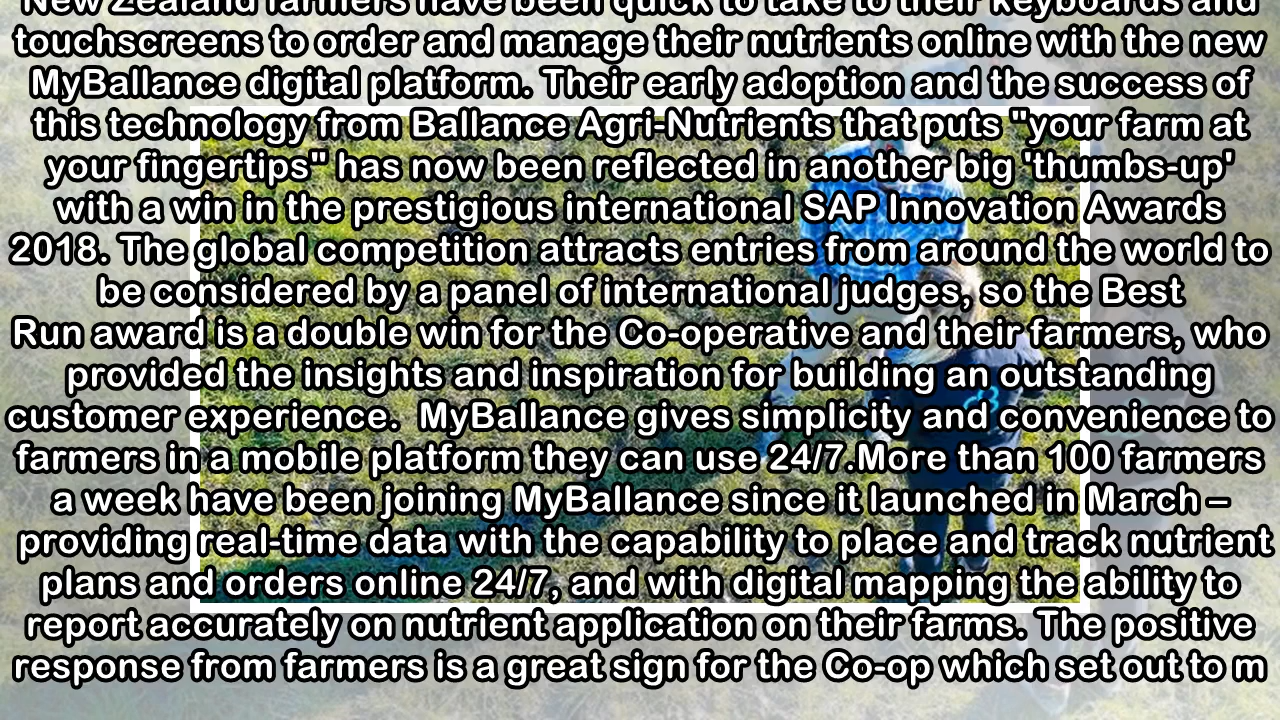 New Zealand farmers have been quick to take to their keyboards and
touchscreens to order and manage their nutrients online with the new
MyBallance digital platform. Their early adoption and the success of
this technology from Ballance Agri-Nutrients that puts "your farm at
your fingertips" has now been reflected in another big 'thumbs-up'
with a win in the prestigious international SAP Innovation Awards
2018. The global competition attracts entries from around the world to
be considered by a panel of international judges, so the Best
Run award is a double win for the Co-operative and their farmers, who
provided the insights and inspiration for building an outstanding
customer experience.  MyBallance gives simplicity and convenience to
farmers in a mobile platform they can use 24/7.More than 100 farmers
a week have been joining MyBallance since it launched in March –
providing real-time data with the capability to place and track nutrient
plans and orders online 24/7, and with digital mapping the ability to
report accurately on nutrient application on their farms. The positive
response from farmers is a great sign for the Co-op which set out to m